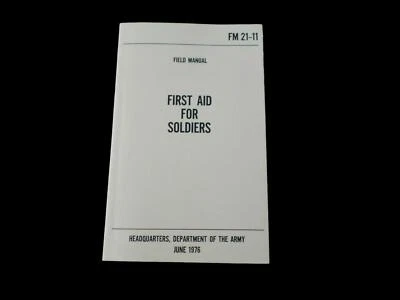 FM 21-11
FIELD MANUAL
FIRST AID
FOR
SOLDIERS
HEADQUARTERS, DEPARTMENT OF THE ARMY
JUNE 1976